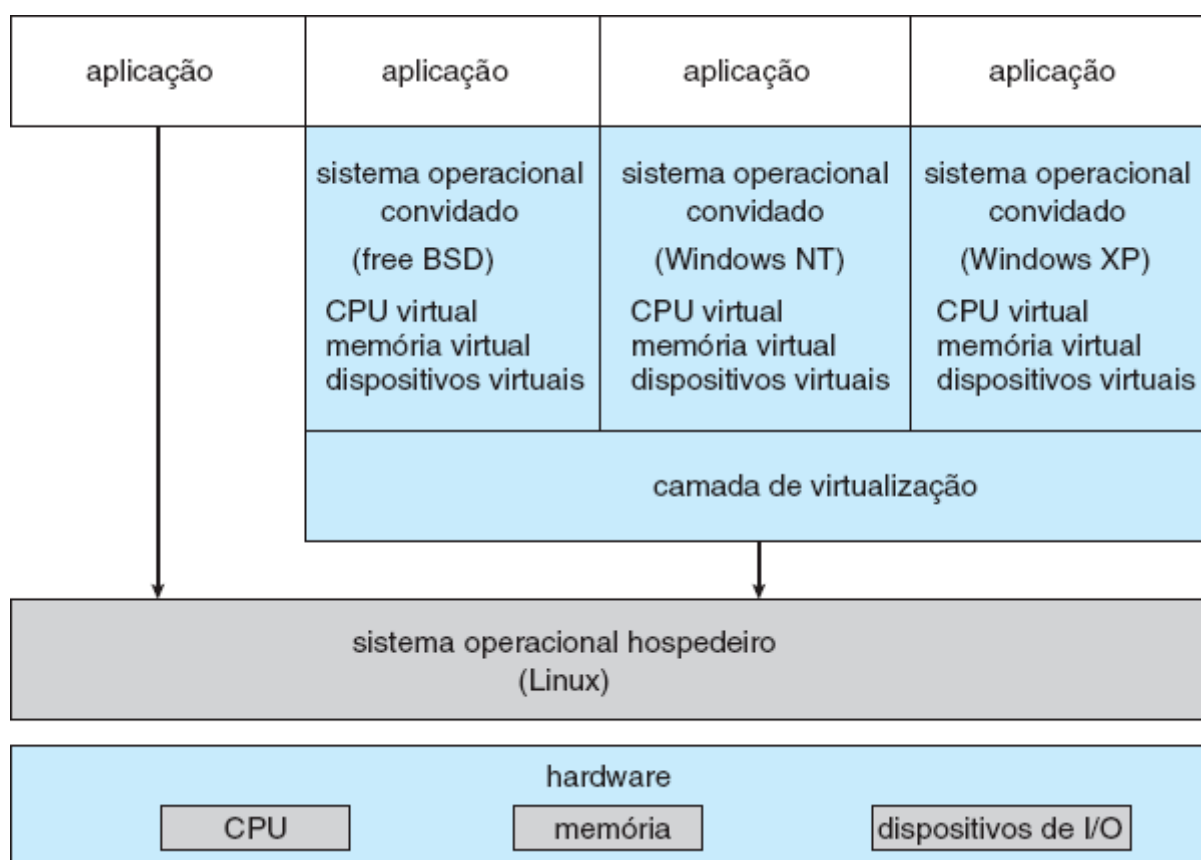 aplicação
aplicação
aplicação
aplicação
sistema operacional
convidado
(free BSD)
CPU virtual
memória virtual
dispositivos virtuais
sistema operacional
convidado
(Windows NT)
CPU virtual
memória virtual
dispositivos virtuais
sistema operacional
convidado
(Windows XP)
CPU virtual
memória virtual
dispositivos virtuais
camada de virtualização
sistema operacional hospedeiro
(Linux)
hardware
CPU
memória
dispositivos de I/O